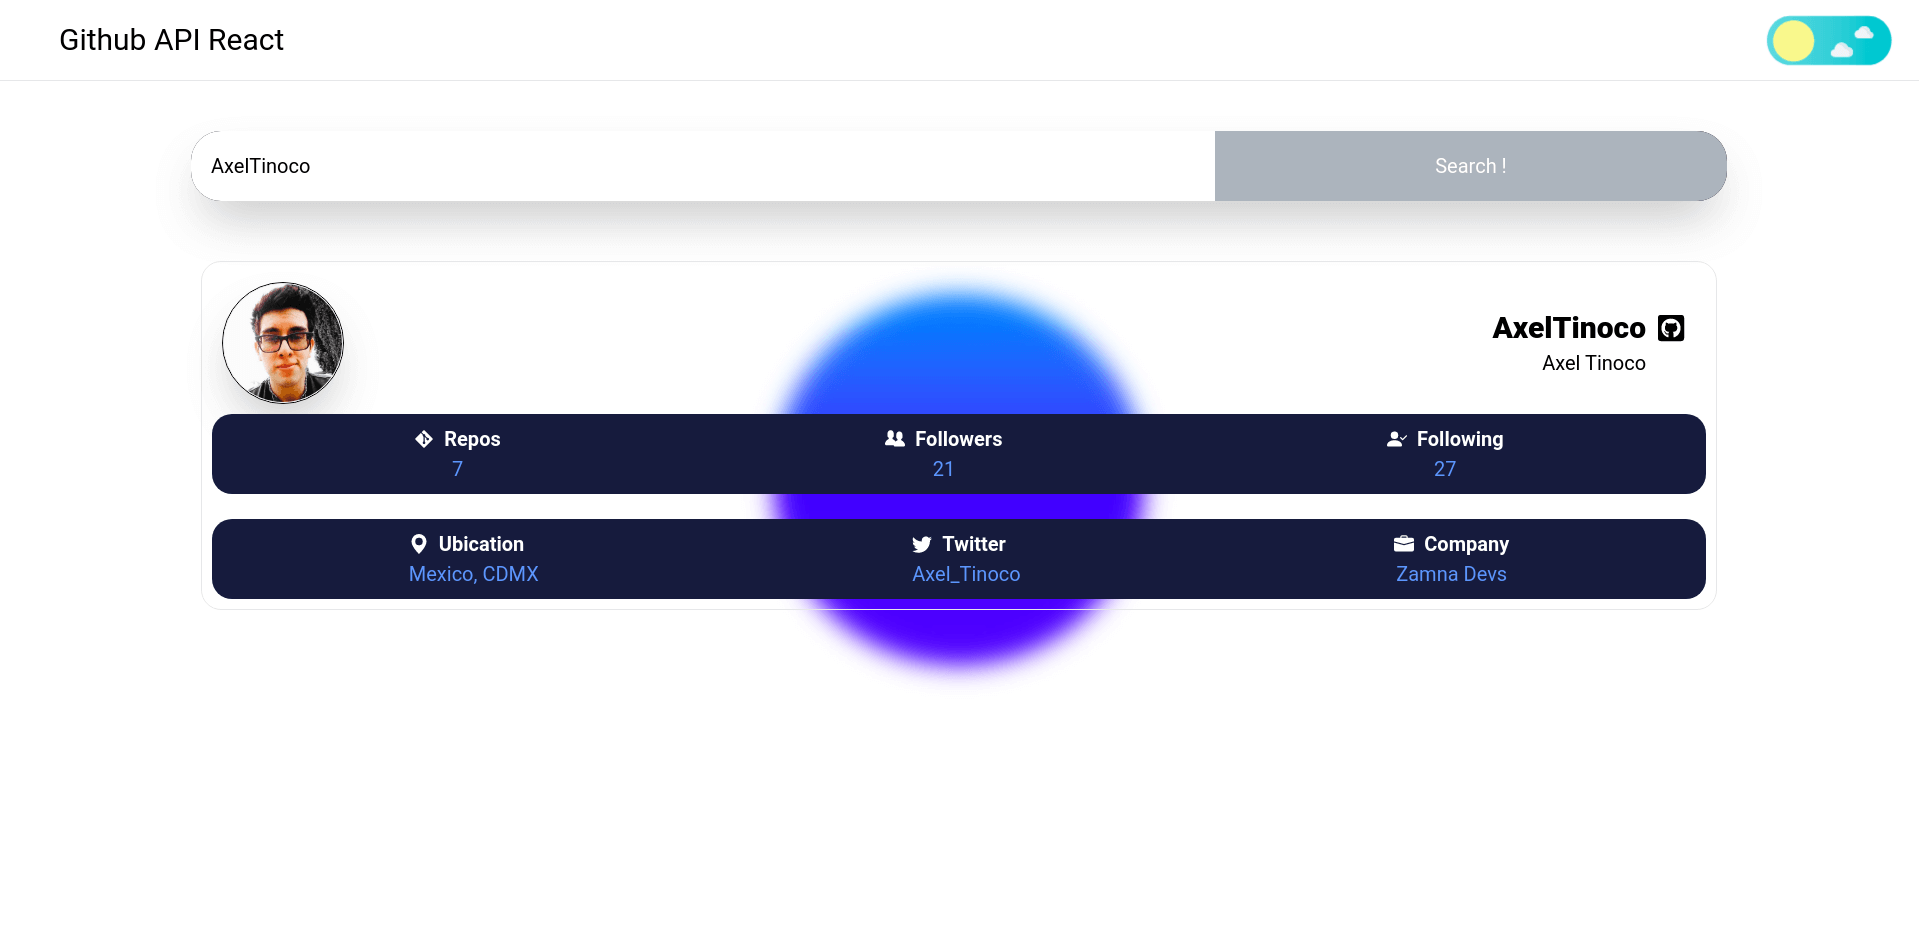 Github API React
AxelTinoco
Search !
AxelTinoco
Axel Tinoco
Repos
7
Followers
21
Following
27
Ubication
Mexico, CDMX
Twitter
Axel_Tinoco
Company
Zamna Devs